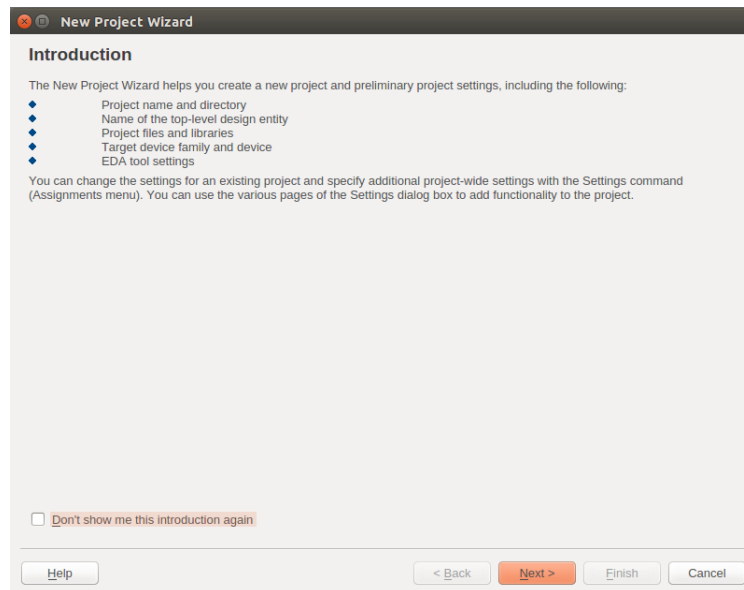 New Project Wizard
Introduction
The New Project Wizard helps you create a new project and preliminary project settings, including the following:
Project name and directory
Name of the top-level design entity
Project files and libraries
Target device family and device
EDA tool settings
You can change the settings for an existing project and specify additional project-wide settings with the Settings command
(Assignments menu). You can use the various pages of the Settings dialog box to add functionality to the project.
Don't show me this introduction again
Help
< Back
Next >
Finish
Cancel